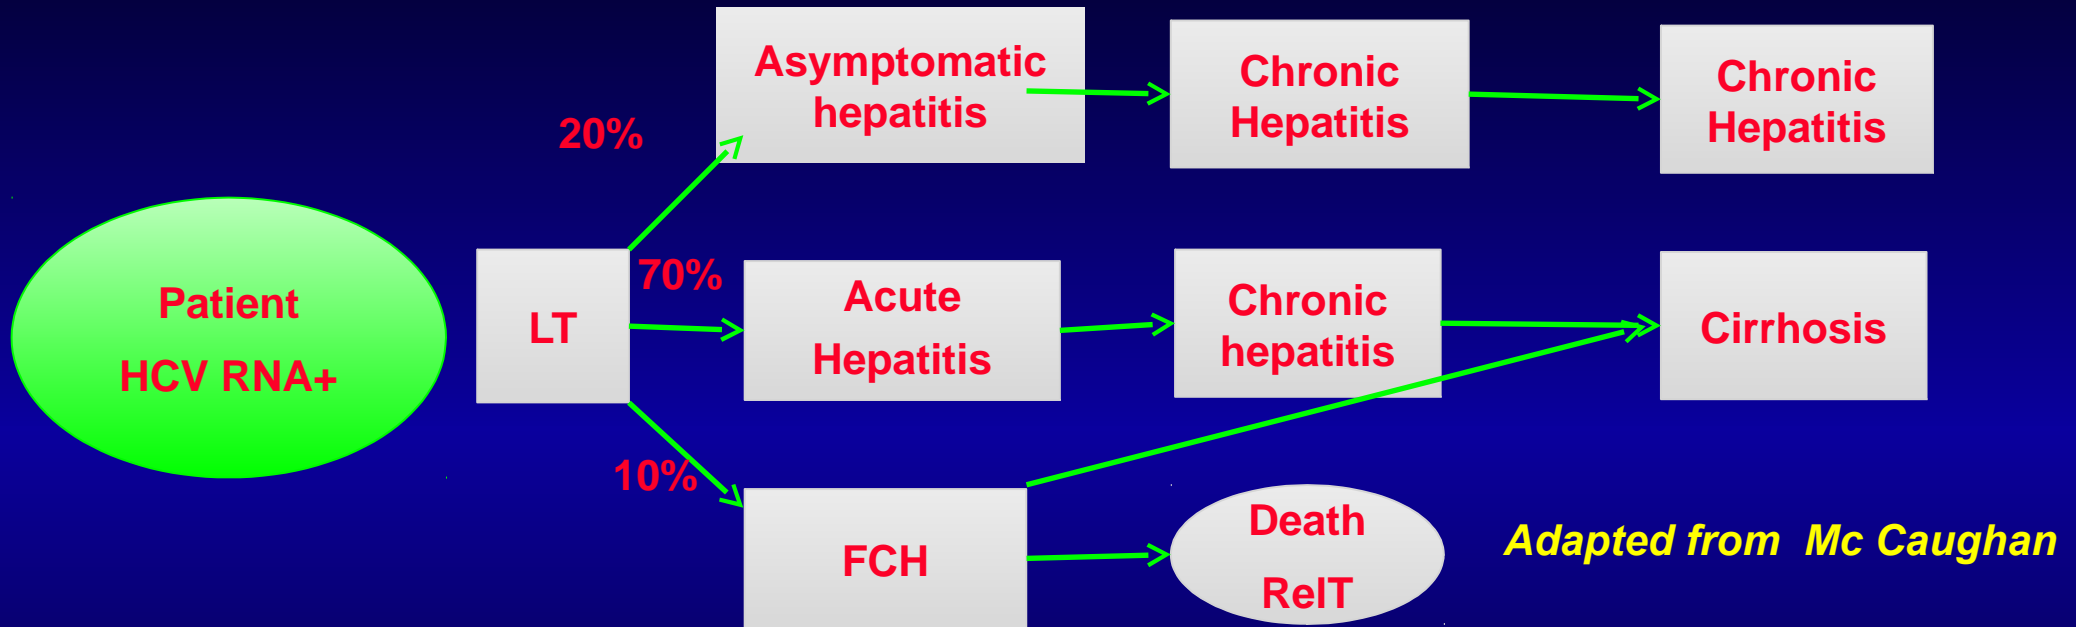 Asymptomatic
hepatitis
Chronic
Hepatitis
Chronic
Hepatitis
20%
Patient
HCV RNA+
LT
70%
Acute
Hepatitis
Chronic
hepatitis
Cirrhosis
10%
FCH
Death
RelT
Adapted from Mc Caughan